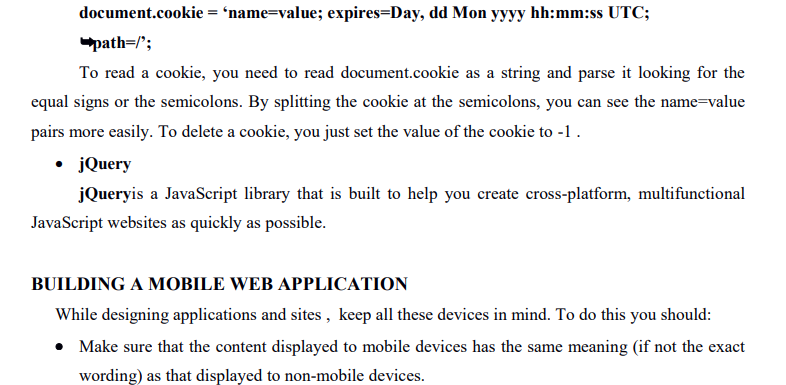 document.cookie = ‘name=value; expires=Day, dd Mon yyyy hh:mm:ss UTC;
➥path=/’;
To read a cookie, you need to read document.cookie as a string and parse it looking for the
equal signs or the semicolons. By splitting the cookie at the semicolons, you can see the name=value
pairs more easily. To delete a cookie, you just set the value of the cookie to -1 .
• jQuery
jQueryis a JavaScript library that is built to help you create cross-platform, multifunctional
JavaScript websites as quickly as possible.
BUILDING A MOBILE WEB APPLICATION
While designing applications and sites , keep all these devices in mind. To do this you should:
• Make sure that the content displayed to mobile devices has the same meaning (if not the exact
wording) as that displayed to non-mobile devices.